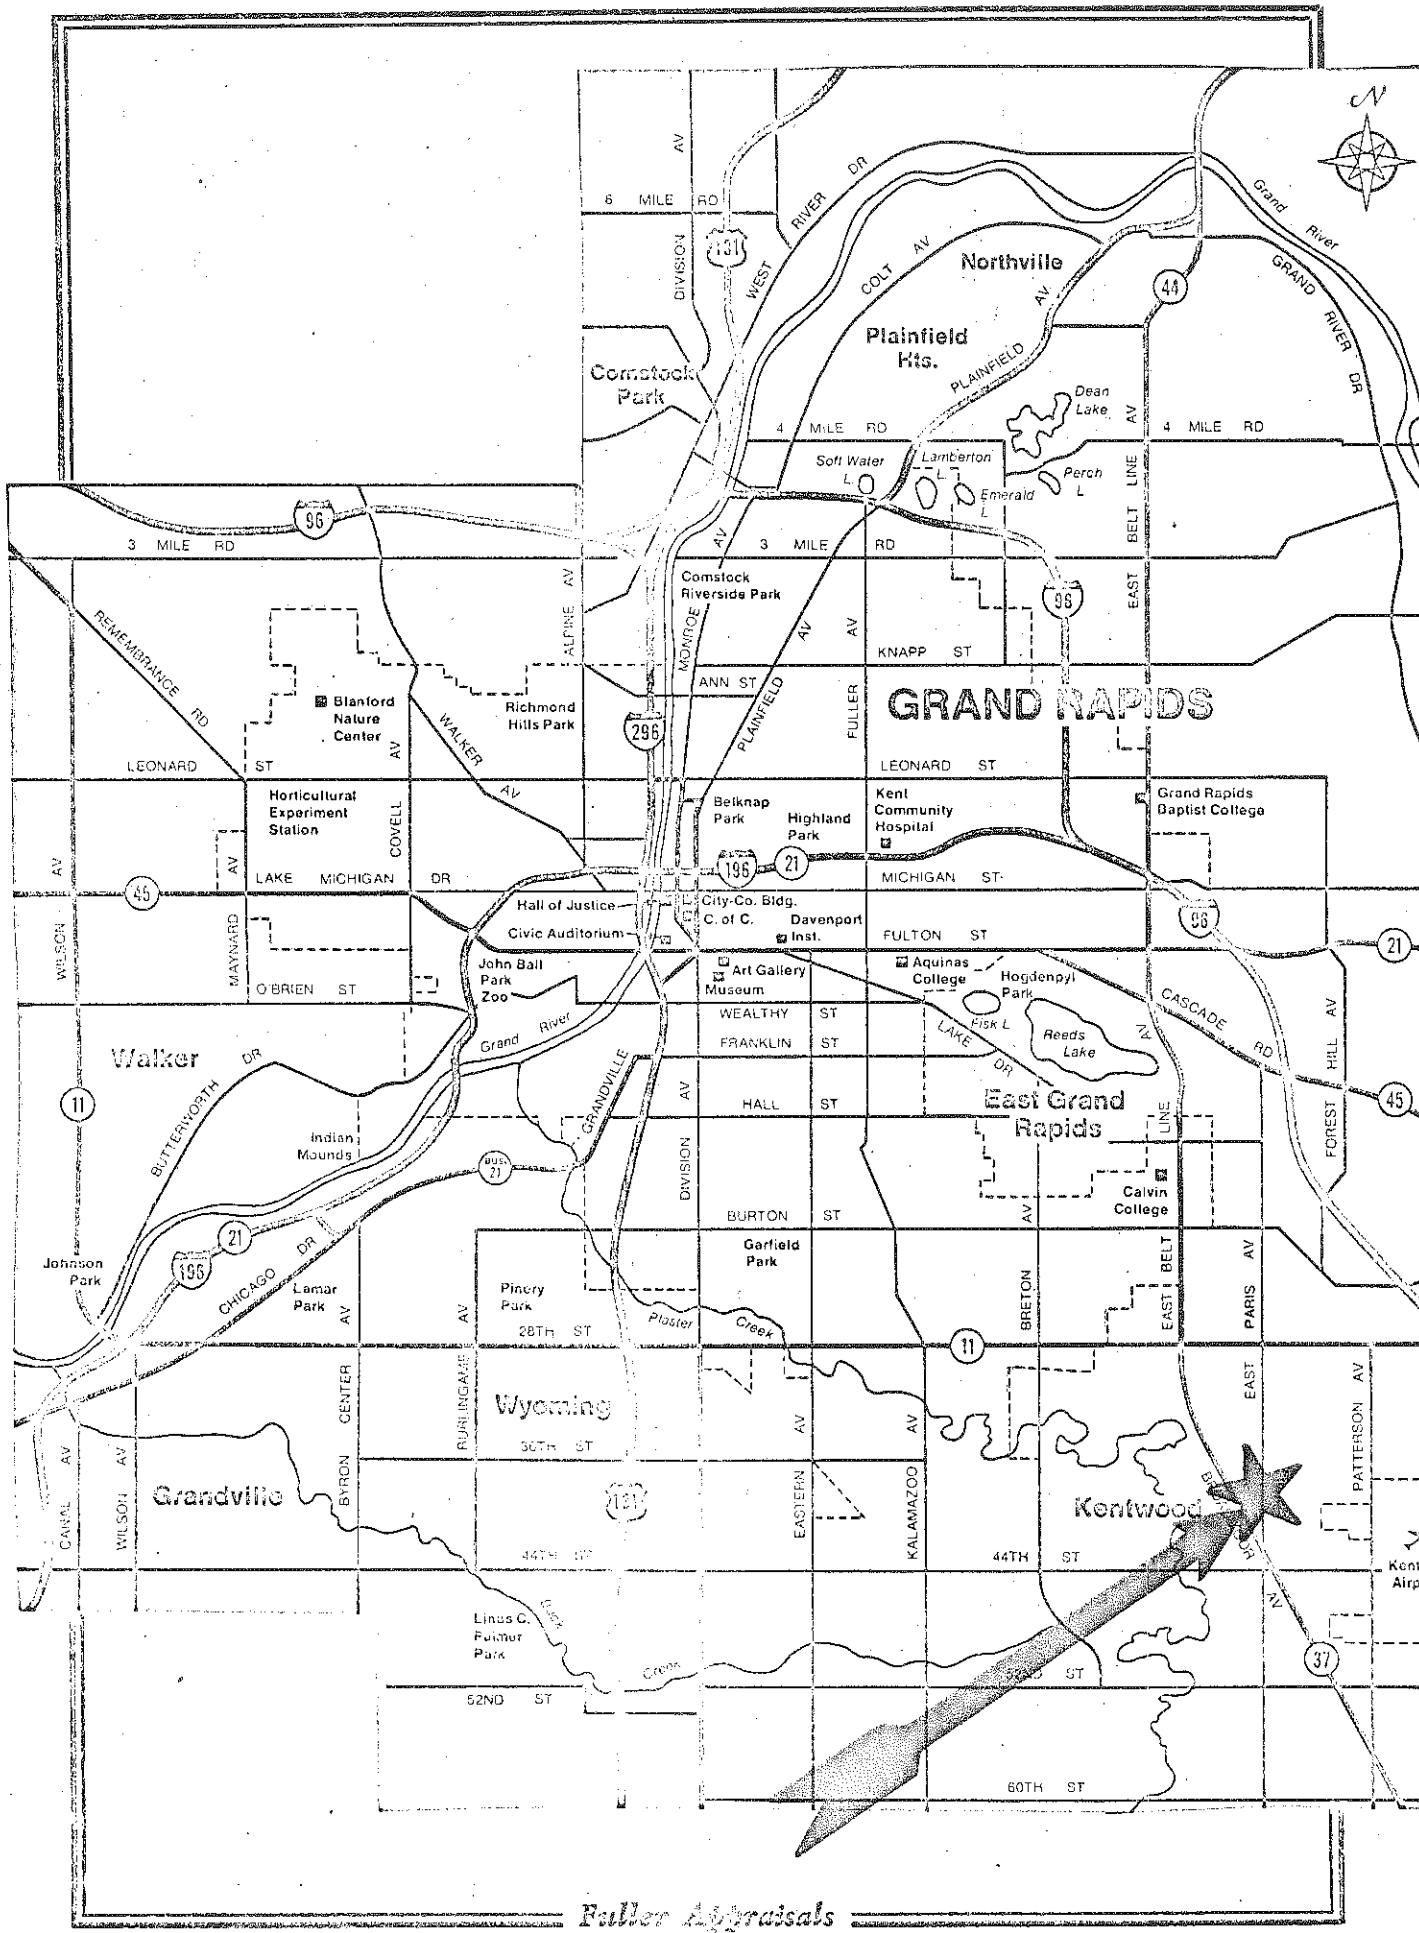 N
6 MILE RD
DIVISION AV
131
WEST RIVER DR
COLT AV
Northville
Grand River
GRAND RIVER DR
44
Plainfield
Hts.
PLAINFIELD AV
Comstock
Park
Dean
Lake
4 MILE RD
4 MILE RD
Soft Water
L.
Lamberton
L.
Emerald
L
Perch
L
EAST BELT LINE AV
96
3 MILE RD
3 MILE RD
AV
Comstock
Riverside Park
96
REMEMBRANCE RD
ALPINE AV
MONROE
PLAINFIELD AV
FULLER AV
KNAPP ST
ANN ST
GRAND RAPIDS
Blanford
Nature
Center
Richmond
Hills Park
WALKER AV
296
LEONARD ST
LEONARD ST
Horticultural
Experiment
Station
COVELL AV
Belknap
Park
Highland
Park
Kent
Community
Hospital
Grand Rapids
Baptist College
196
21
WILSON AV
45
MAYNARD AV
LAKE MICHIGAN DR
MICHIGAN ST
Hall of Justice
City-Co. Bldg.
C. of C.
Davenport
Inst.
Civic Auditorium
FULTON ST
96
21
John Ball
Park
Zoo
Art Gallery
Museum
Aquinas
College
Hogdenpyl
Park
O'BRIEN ST
WEALTHY ST
Fisk L
Reeds
Lake
CASCADE RD
LAKE DR
Grand River
FRANKLIN ST
Walker
BUTTERWORTH DR
GRANDVILLE
11
HALL ST
East Grand
Rapids
EAST BELT LINE AV
FOREST HILL AV
45
Indian
Mounds
BUS.
21
DIVISION AV
Calvin
College
BURTON ST
BRETON AV
Garfield
Park
21
196
Johnson
Park
CHICAGO DR
Lamar
Park
Pinery
Park
Plaster Creek
28TH ST
11
EAST PARIS AV
BYRON CENTER AV
BURLINGAME AV
Wyoming
36TH ST
EASTERN AV
KALAMAZOO AV
PATTERSON AV
CANAL AV
WILSON AV
Grandville
131
Kentwood
44TH ST
44TH ST
AV
Kent
Airp
Buck Creek
Park
37
52ND ST
52ND ST
60TH ST
Fuller Appraisals